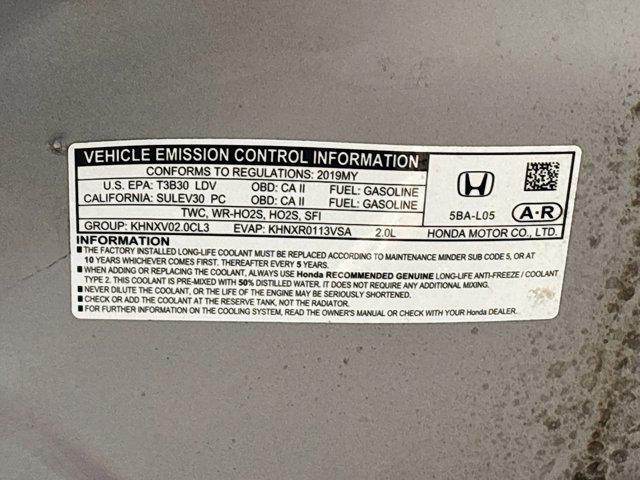 VEHICLE EMISSION CONTROL INFORMATION
CONFORMS TO REGULATIONS: 2019MY
U.S. EPA: T3B30 LDV OBD: CA II FUEL: GASOLINE
CALIFORNIA: SULEV30 PC OBD: CA II FUEL: GASOLINE
TWC, WR-HO2S, HO2S, SFI
GROUP: KHNXV02.0CL3 EVAP: KHNXR0113VSA 2.0L
5BA-L05 A·R
HONDA MOTOR CO., LTD.
INFORMATION
■THE FACTORY INSTALLED LONG-LIFE COOLANT MUST BE REPLACED ACCORDING TO MAINTENANCE MINDER SUB CODE 5, OR AT
10 YEARS WHICHEVER COMES FIRST. THEREAFTER EVERY 5 YEARS.
■WHEN ADDING OR REPLACING THE COOLANT, ALWAYS USE Honda RECOMMENDED GENUINE LONG-LIFE ANTI-FREEZE / COOLANT
TYPE 2. THIS COOLANT IS PRE-MIXED WITH 50% DISTILLED WATER. IT DOES NOT REQUIRE ANY ADDITIONAL MIXING.
■NEVER DILUTE THE COOLANT, OR THE LIFE OF THE ENGINE MAY BE SERIOUSLY SHORTENED.
■CHECK OR ADD THE COOLANT AT THE RESERVE TANK, NOT THE RADIATOR.
■FOR FURTHER INFORMATION ON THE COOLING SYSTEM, READ THE OWNER'S MANUAL OR CHECK WITH YOUR Honda DEALER.